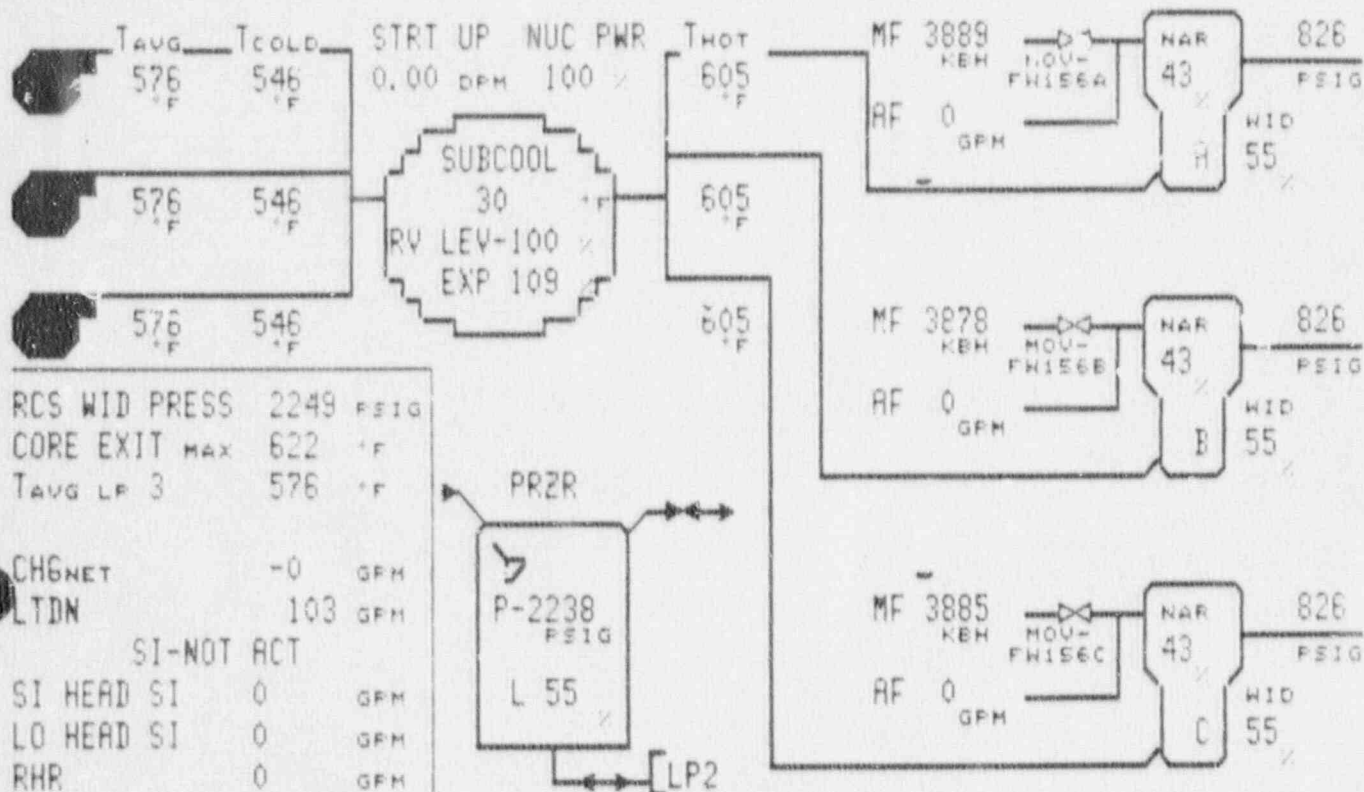 TAVG TCOLD STRT UP NUC PWR THOT MF 3889 NAR 826
576 546 0.00 DPM 100 % 605 KBH MOV- 43 PSIG
°F °F °F FW156A %
AF 0 WID
GPM A 55
%
SUBCOOL
576 546 30 °F 605
°F °F °F
RV LEV-100 %
EXP 109
576 546 605 MF 3878 NAR 826
°F °F °F KBH MOV- 43 PSIG
FW156B %
AF 0 WID
GPM B 55
%
RCS WID PRESS 2249 PSIG
CORE EXIT MAX 622 °F
TAVG LP 3 576 °F
PRZR
CHGNET -0 GPM
LTDN 103 GPM
P-2238
PSIG
MF 3885 NAR 826
KBH MOV- 43 PSIG
FW156C %
SI-NOT ACT
SI HEAD SI 0 GPM
L 55
%
AF 0 WID
GPM C 55
%
LO HEAD SI 0 GPM
RHR 0 GPM
LP2